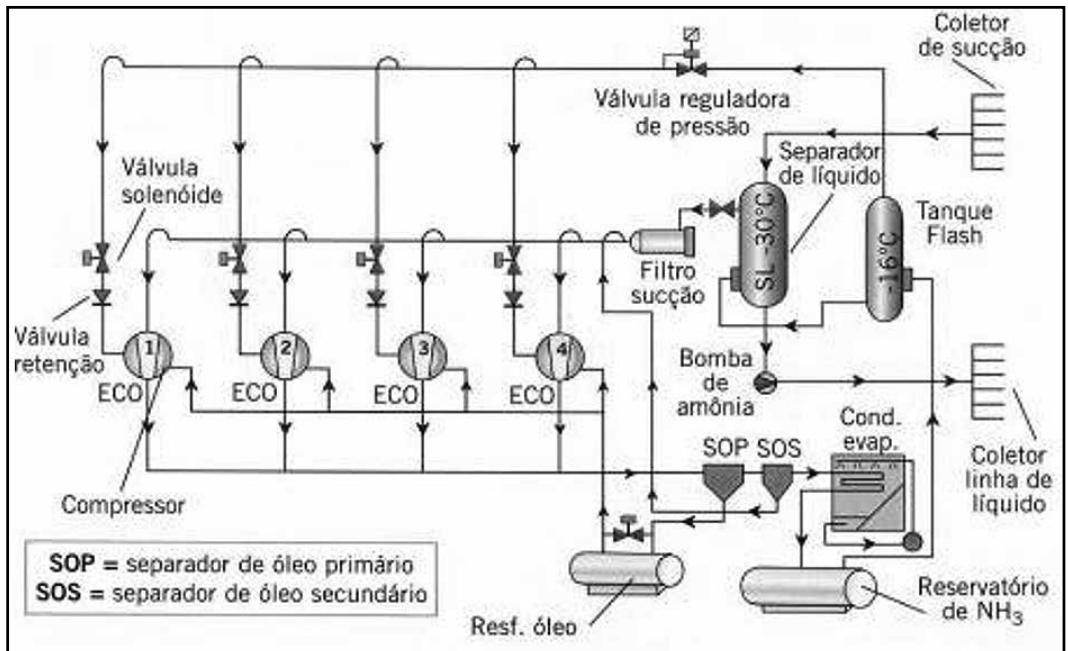 Coletor
de sucção
Válvula reguladora
de pressão
Separador
de líquido
Válvula
solenóide
SL -30°C
-16°C
Tanque
Flash
Filtro
sucção
Válvula
retenção
1
2
3
4
ECO
ECO
ECO
ECO
Bomba
de
amônia
Cond.
evap.
SOP SOS
Coletor
linha de
líquido
Compressor
SOP = separador de óleo primário
SOS = separador de óleo secundário
Resf. óleo
Reservatório
de NH3